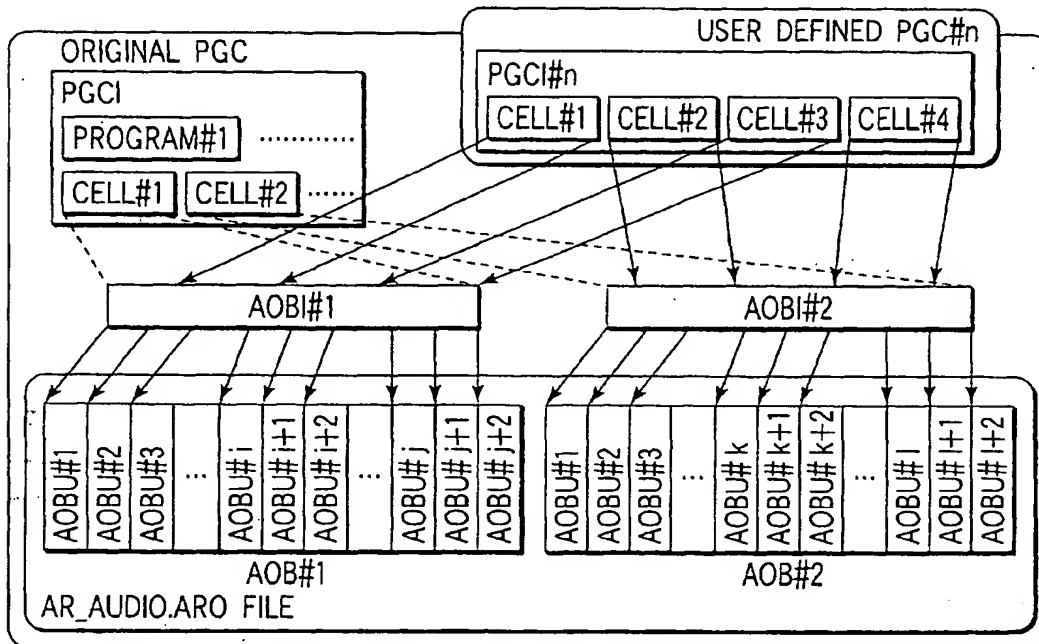 USER DEFINED PGC#n
ORIGINAL PGC
PGCI
PROGRAM#1 ..........
CELL#1 CELL#2 ......
PGCI#n
CELL#1 CELL#2 CELL#3 CELL#4
AOBI#1 AOBI#2
AOBU#1
AOBU#2
AOBU#3
...
AOBU#i
AOBU#i+1
AOBU#i+2
...
AOBU#j
AOBU#j+1
AOBU#j+2
AOBU#1
AOBU#2
AOBU#3
...
AOBU#k
AOBU#k+1
AOBU#k+2
...
AOBU#l
AOBU#l+1
AOBU#l+2
AOB#1 AOB#2
AR_AUDIO.ARO FILE